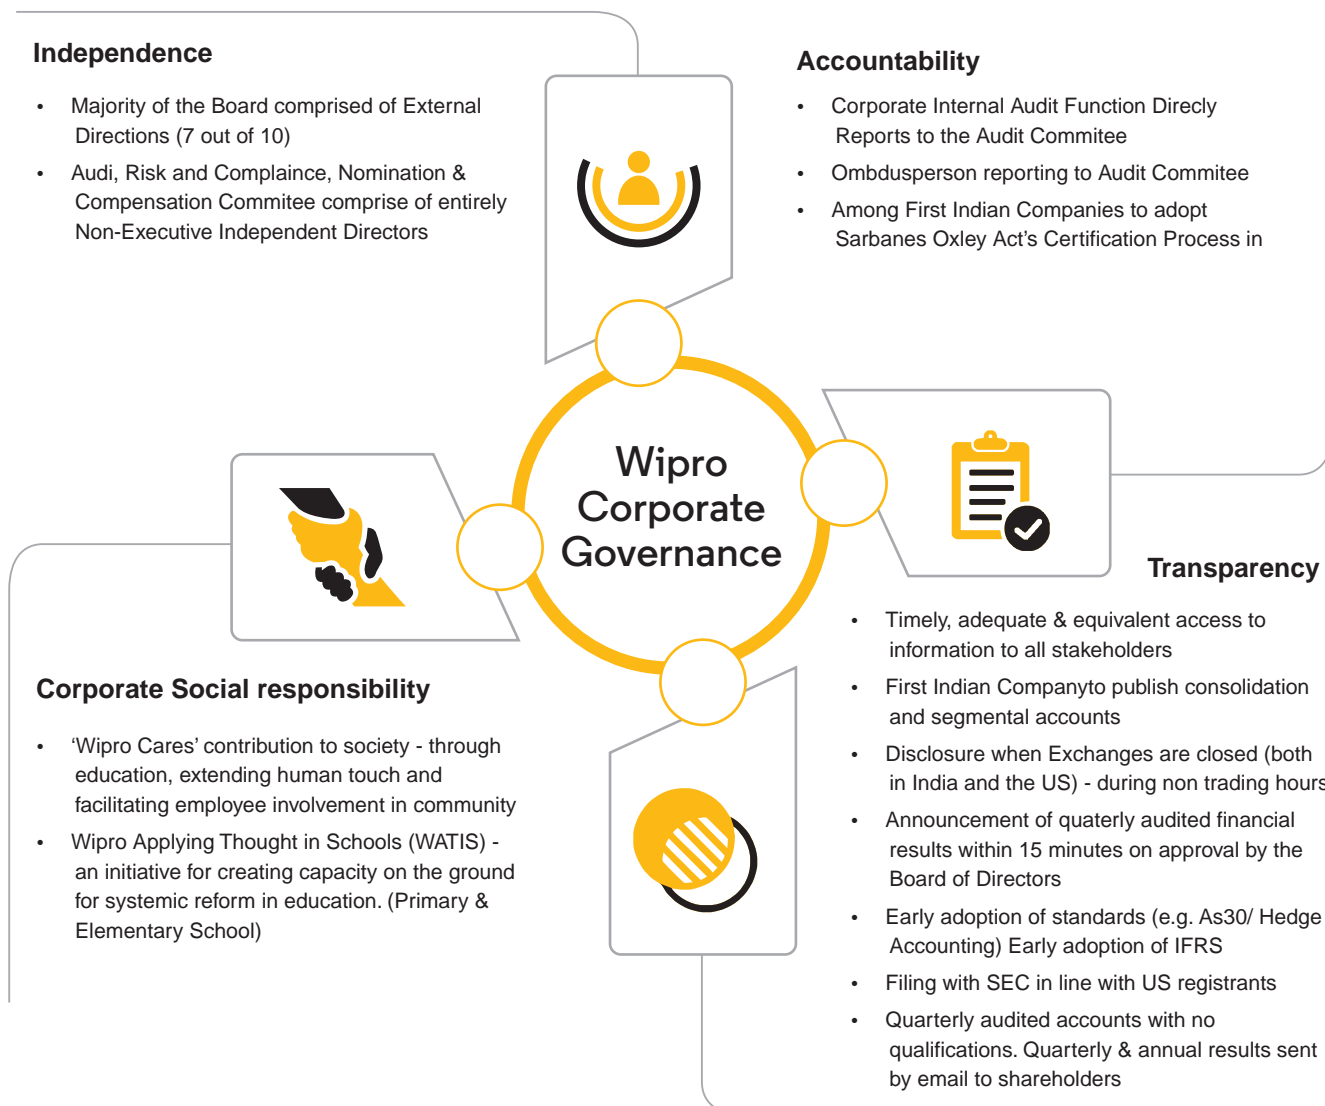 Independence
• Majority of the Board comprised of External
Directions (7 out of 10)
• Audi, Risk and Complaince, Nomination &
Compensation Commitee comprise of entirely
Non-Executive Independent Directors
Accountability
• Corporate Internal Audit Function Direcly
Reports to the Audit Commitee
• Ombdusperson reporting to Audit Commitee
• Among First Indian Companies to adopt
Sarbanes Oxley Act’s Certification Process in
Wipro
Corporate
Governance
Corporate Social responsibility
• ‘Wipro Cares’ contribution to society - through
education, extending human touch and
facilitating employee involvement in community
• Wipro Applying Thought in Schools (WATIS) -
an initiative for creating capacity on the ground
for systemic reform in education. (Primary &
Elementary School)
Transparency
• Timely, adequate & equivalent access to
information to all stakeholders
• First Indian Companyto publish consolidation
and segmental accounts
• Disclosure when Exchanges are closed (both
in India and the US) - during non trading hours
• Announcement of quaterly audited financial
results within 15 minutes on approval by the
Board of Directors
• Early adoption of standards (e.g. As30/ Hedge
Accounting) Early adoption of IFRS
• Filing with SEC in line with US registrants
• Quarterly audited accounts with no
qualifications. Quarterly & annual results sent
by email to shareholders